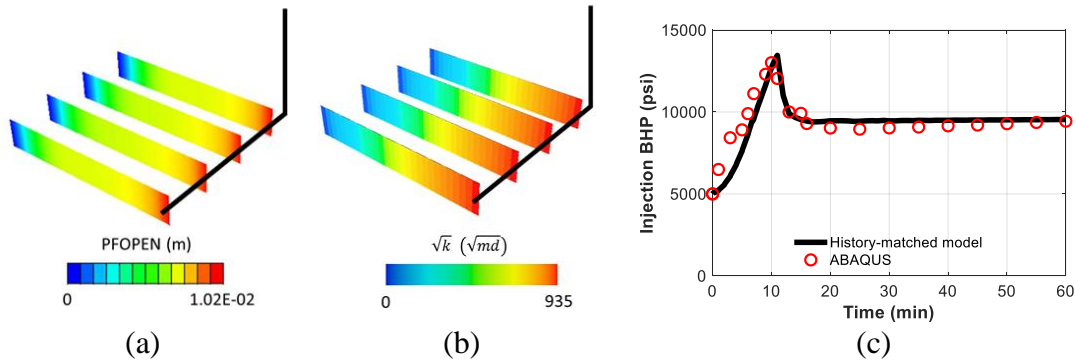 PFOPEN (m)
0
1.02E-02
(a)
√k (√md)
0
935
(b)
Injection BHP (psi)
15000
10000
5000
0
History-matched model
ABAQUS
0 10 20 30 40 50 60
Time (min)
(c)